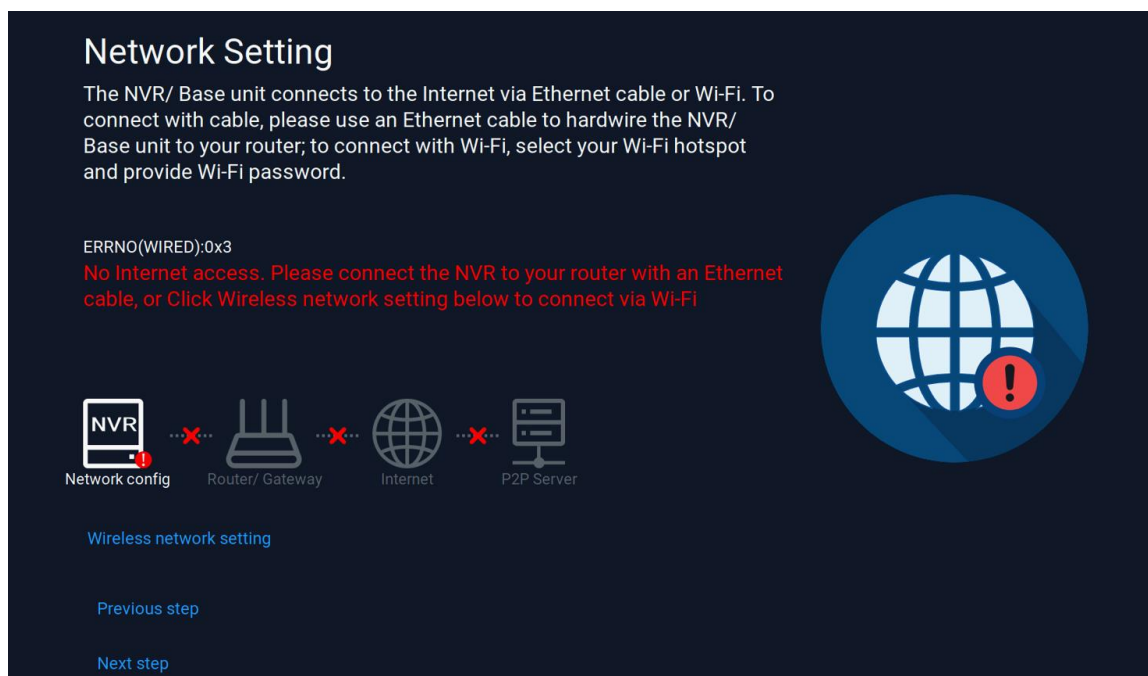 Network Setting
The NVR/ Base unit connects to the Internet via Ethernet cable or Wi-Fi. To
connect with cable, please use an Ethernet cable to hardwire the NVR/
Base unit to your router; to connect with Wi-Fi, select your Wi-Fi hotspot
and provide Wi-Fi password.
ERRNO(WIRED):0x3
No Internet access. Please connect the NVR to your router with an Ethernet
cable, or Click Wireless network setting below to connect via Wi-Fi
NVR
Network config
Router/ Gateway
Internet
P2P Server
Wireless network setting
Previous step
Next step